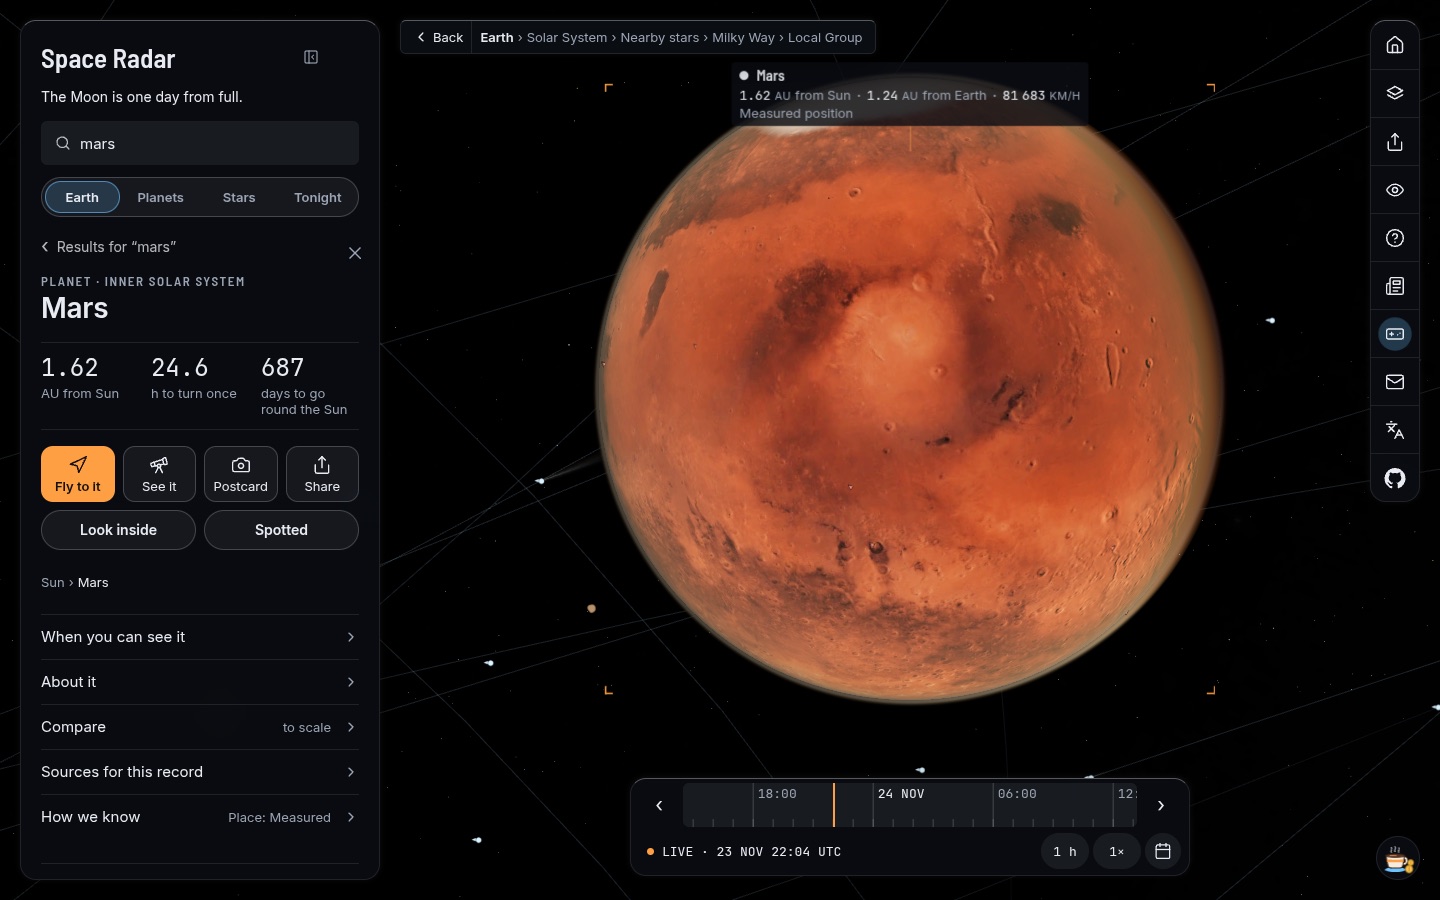 Space Radar
The Moon is one day from full.
mars
Earth Planets Stars Tonight
Results for “mars”
PLANET · INNER SOLAR SYSTEM
Mars
1.62 24.6 687
AU from Sun h to turn once days to go
round the Sun
Fly to it See it Postcard Share
Look inside Spotted
Sun › Mars
When you can see it
About it
Compare to scale
Sources for this record
How we know Place: Measured
Back Earth › Solar System › Nearby stars › Milky Way › Local Group
Mars
1.62 AU from Sun · 1.24 AU from Earth · 81 683 KM/H
Measured position
18:00 24 NOV 06:00 12:
LIVE · 23 NOV 22:04 UTC 1 h 1×